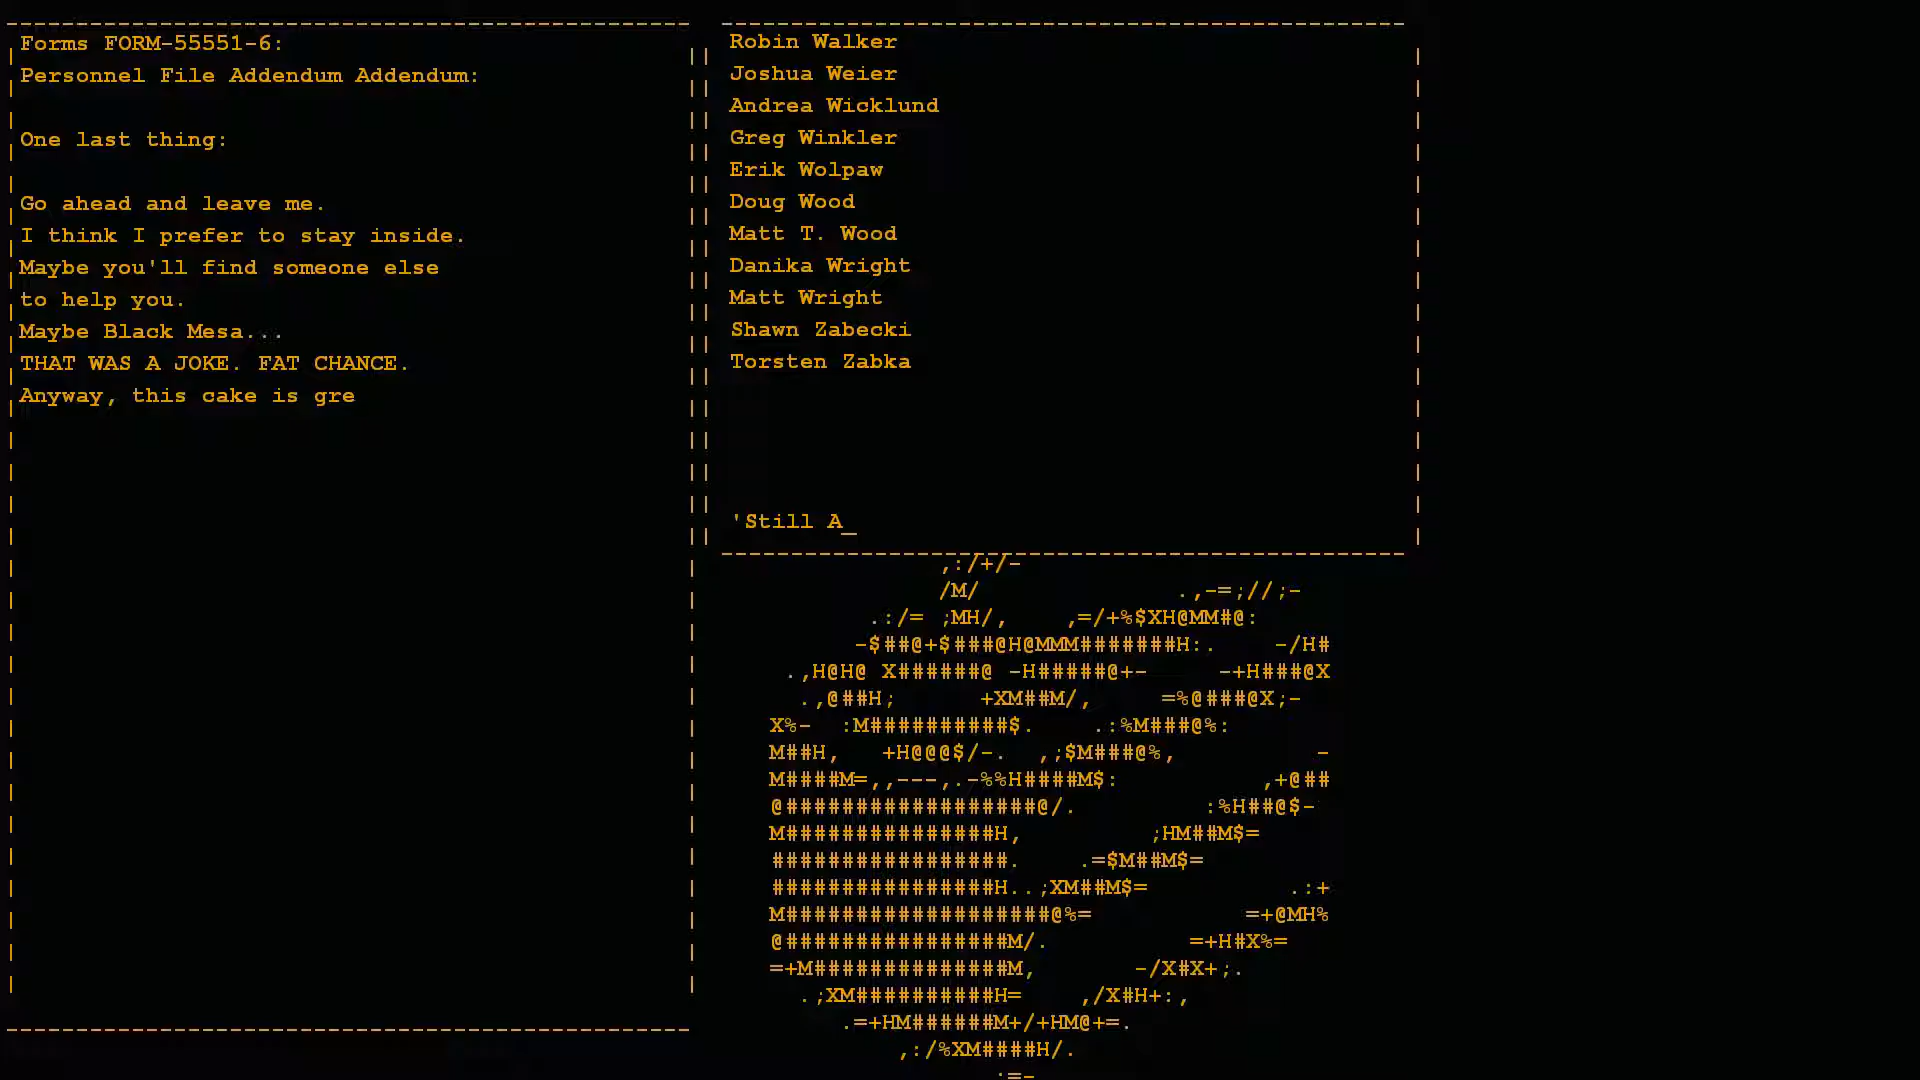 Forms FORM-55551-6:
Personnel File Addendum Addendum:
One last thing:
Go ahead and leave me.
I think I prefer to stay inside.
Maybe you'll find someone else
to help you.
Maybe Black Mesa...
THAT WAS A JOKE. FAT CHANCE.
Anyway, this cake is gre
Robin Walker
Joshua Weier
Andrea Wicklund
Greg Winkler
Erik Wolpaw
Doug Wood
Matt T. Wood
Danika Wright
Matt Wright
Shawn Zabecki
Torsten Zabka
'Still A_